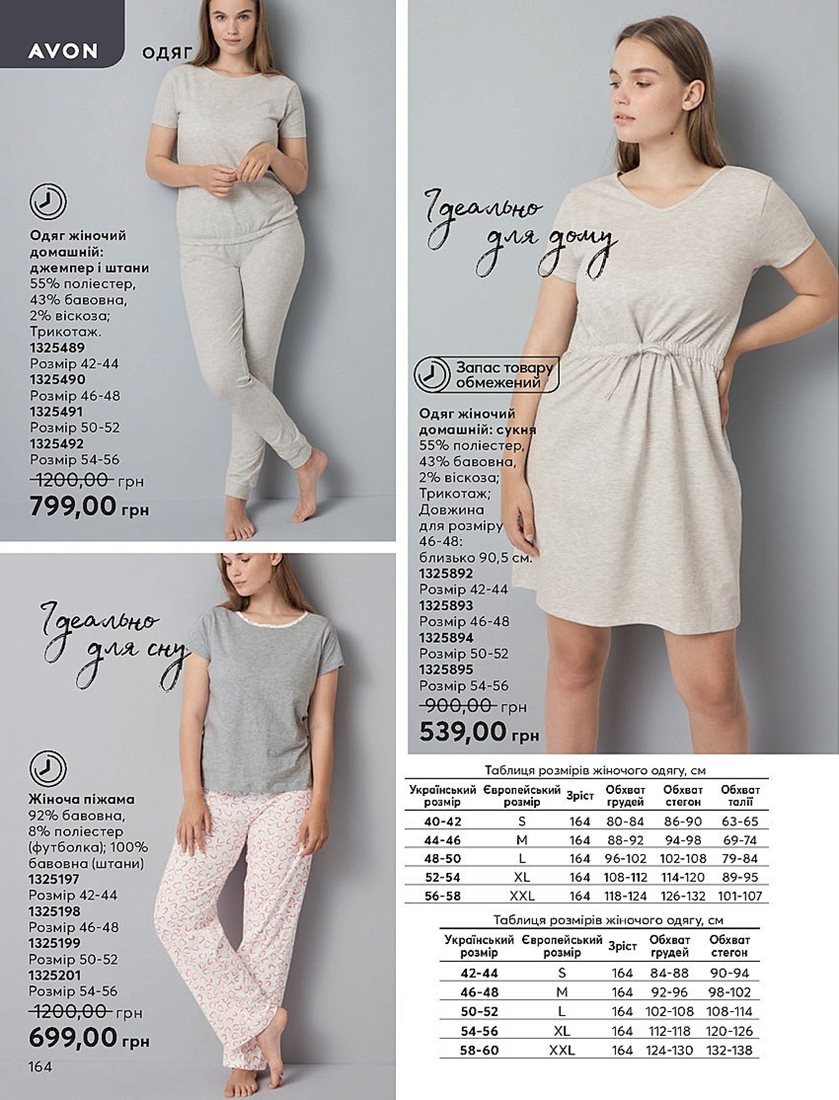 AVON
ОДЯГ
Одяг жіночий
домашній:
джемпер і штани
55% поліестер,
43% бавовна,
2% віскоза;
Трикотаж.
1325489
Розмір 42-44
1325490
Розмір 46-48
1325491
Розмір 50-52
1325492
Розмір 54-56
1200,00 грн
799,00 грн
Ідеально
для дому
Запас товару
обмежений
Одяг жіночий
домашній: сукня
55% поліестер,
43% бавовна,
2% віскоза;
Трикотаж;
Довжина
для розміру
46-48:
близько 90,5 см.
1325892
Розмір 42-44
1325893
Розмір 46-48
1325894
Розмір 50-52
1325895
Розмір 54-56
900,00 грн
539,00 грн
Ідеально
для сну
Жіноча піжама
92% бавовна,
8% поліестер
(футболка); 100%
бавовна (штани)
1325197
Розмір 42-44
1325198
Розмір 46-48
1325199
Розмір 50-52
1325201
Розмір 54-56
1200,00 грн
699,00 грн
164
Таблиця розмірів жіночого одягу, см
Український розмір Європейський розмір Зріст Обхват грудей Обхват стегон Обхват талії
40-42 S 164 80-84 86-90 63-65
44-46 M 164 88-92 94-98 69-74
48-50 L 164 96-102 102-108 79-84
52-54 XL 164 108-112 114-120 89-95
56-58 XXL 164 118-124 126-132 101-107
Таблиця розмірів жіночого одягу, см
Український розмір Європейський розмір Зріст Обхват грудей Обхват стегон
42-44 S 164 84-88 90-94
46-48 M 164 92-96 98-102
50-52 L 164 102-108 108-114
54-56 XL 164 112-118 120-126
58-60 XXL 164 124-130 132-138